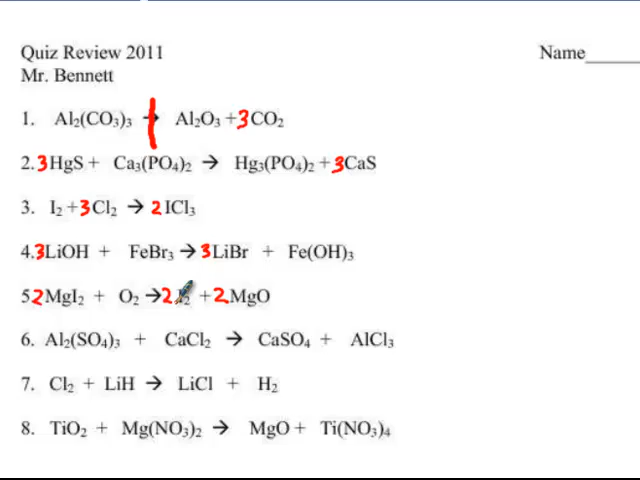 Quiz Review 2011 Name______
Mr. Bennett
1. Al₂(CO₃)₃ → Al₂O₃ + 3CO₂
2. 3HgS + Ca₃(PO₄)₂ → Hg₃(PO₄)₂ + 3CaS
3. I₂ + 3Cl₂ → 2ICl₃
4. 3LiOH + FeBr₃ → 3LiBr + Fe(OH)₃
5 2MgI₂ + O₂ → 2I₂ + 2MgO
6. Al₂(SO₄)₃ + CaCl₂ → CaSO₄ + AlCl₃
7. Cl₂ + LiH → LiCl + H₂
8. TiO₂ + Mg(NO₃)₂ → MgO + Ti(NO₃)₄